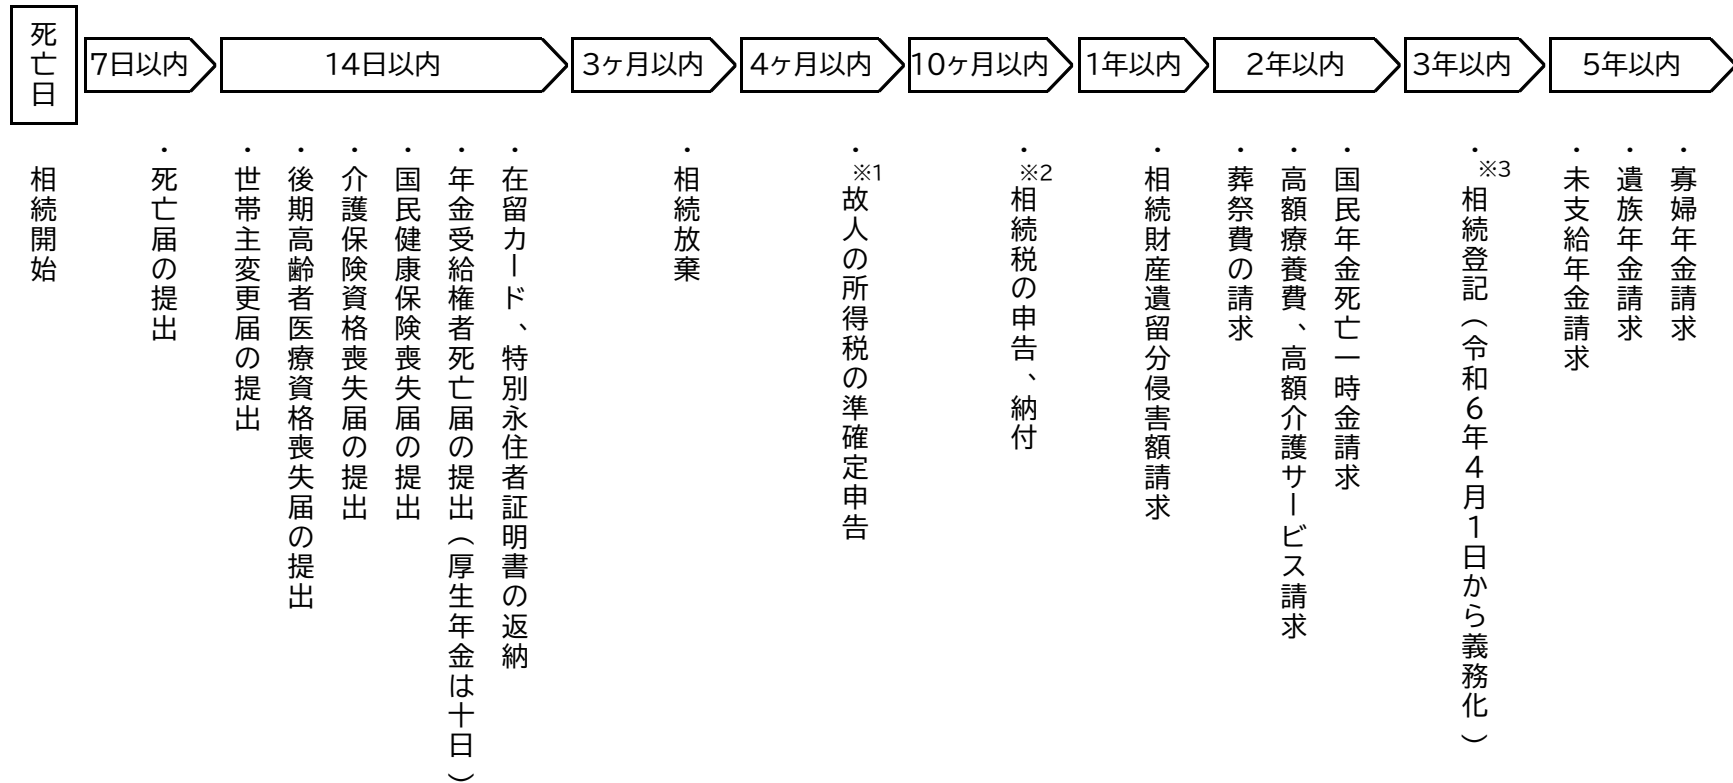 死亡日
7日以内
14日以内
3ヶ月以内
4ヶ月以内
10ヶ月以内
1年以内
2年以内
3年以内
5年以内
相続開始
・死亡届の提出
・世帯主変更届の提出
・後期高齢者医療資格喪失届の提出
・介護保険資格喪失届の提出
・国民健康保険喪失届の提出
・年金受給権者死亡届の提出（厚生年金は十日）
・在留カード、特別永住者証明書の返納
・相続放棄
・※1故人の所得税の準確定申告
・※2相続税の申告、納付
・相続財産遺留分侵害額請求
・葬祭費の請求
・高額療養費、高額介護サービス請求
・国民年金死亡一時金請求
・※3相続登記（令和６年４月１日から義務化）
・未支給年金請求
・遺族年金請求
・寡婦年金請求